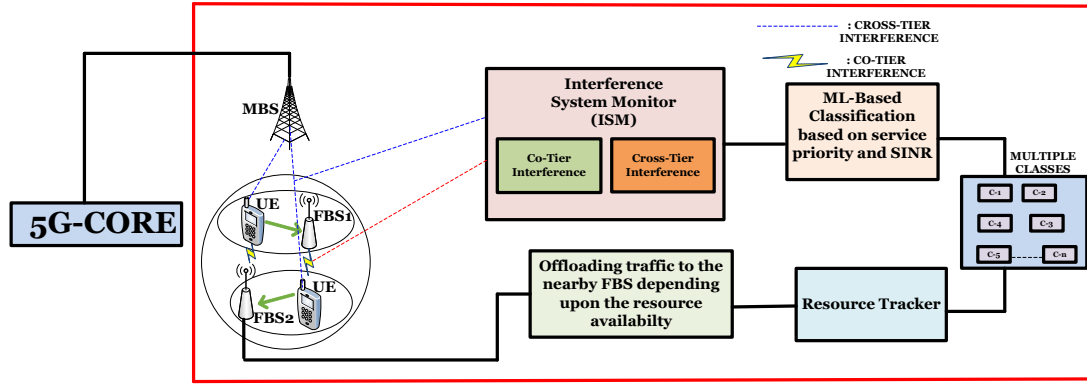 : CROSS-TIER
INTERFERENCE
: CO-TIER
INTERFERENCE
MBS
Interference
System Monitor
(ISM)
Co-Tier
Interference
Cross-Tier
Interference
ML-Based
Classification
based on service
priority and SINR
MULTIPLE
CLASSES
C-1
C-2
C-4
C-3
C-5
C-n
5G-CORE
UE
FBS1
UE
FBS2
Offloading traffic to the
nearby FBS depending
upon the resource
availabilty
Resource Tracker